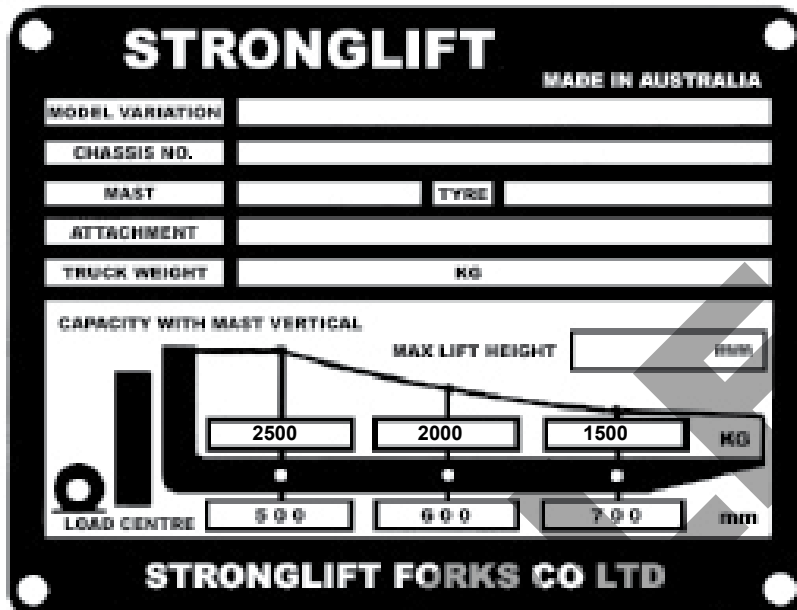 STRONGLIFT
MADE IN AUSTRALIA
MODEL VARIATION
CHASSIS NO.
MAST TYRE
ATTACHMENT
TRUCK WEIGHT KG
CAPACITY WITH MAST VERTICAL
MAX LIFT HEIGHT mm
2500 2000 1500 KG
LOAD CENTRE 500 600 700 mm
STRONGLIFT FORKS CO LTD